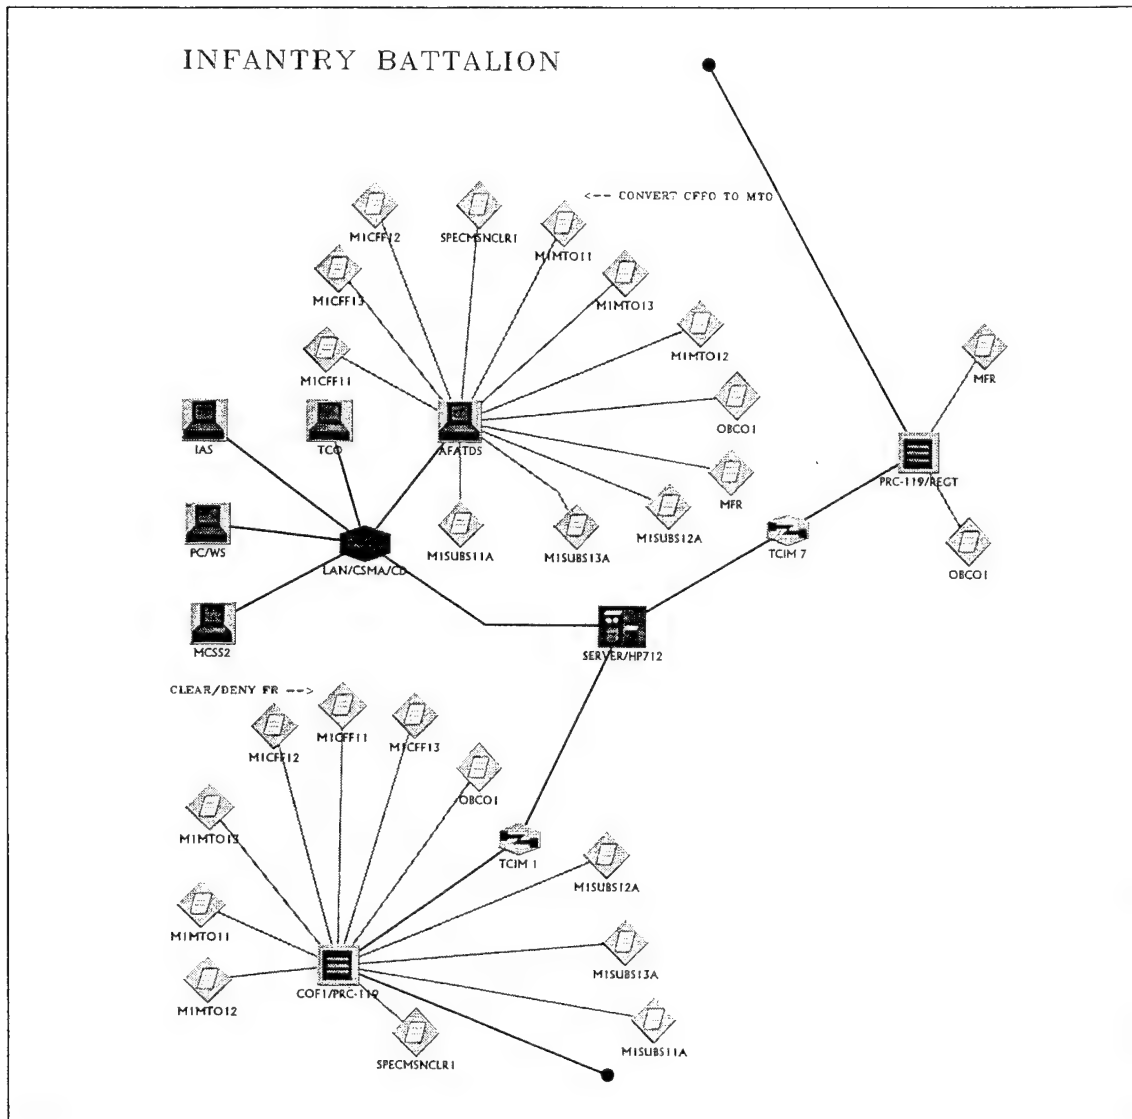 INFANTRY BATTALION
<-- CONVERT CFFO TO MTO
M1CFF12
SPECMSNCLR1
M1MTO11
M1CFF13
M1MTO13
M1MTO12
M1CFF11
MFR
OBCO1
IAS
TCO
AFATDS
PRC-119/REGT
MFR
M1SUBS12A
PC/WS
M1SUBS11A
M1SUBS13A
TCIM 7
LAN/CSMA/CD
OBCO1
MCSS2
SERVER/HP712
CLEAR/DENY FR -->
M1CFF12
M1CFF11
M1CFF13
OBCO1
M1MTO13
TCIM 1
M1SUBS12A
M1MTO11
M1SUBS13A
COF1/PRC-119
M1MTO12
SPECMSNCLR1
M1SUBS11A